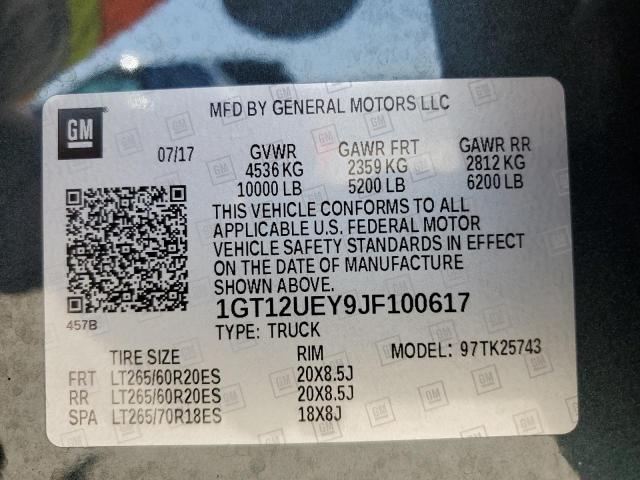 MFD BY GENERAL MOTORS LLC
GM
07/17 GVWR GAWR FRT GAWR RR
4536 KG 2359 KG 2812 KG
10000 LB 5200 LB 6200 LB
THIS VEHICLE CONFORMS TO ALL
APPLICABLE U.S. FEDERAL MOTOR
VEHICLE SAFETY STANDARDS IN EFFECT
ON THE DATE OF MANUFACTURE
SHOWN ABOVE.
1GT12UEY9JF100617
457B
TYPE: TRUCK
TIRE SIZE RIM MODEL: 97TK25743
FRT LT265/60R20ES 20X8.5J
RR LT265/60R20ES 20X8.5J
SPA LT265/70R18ES 18X8J